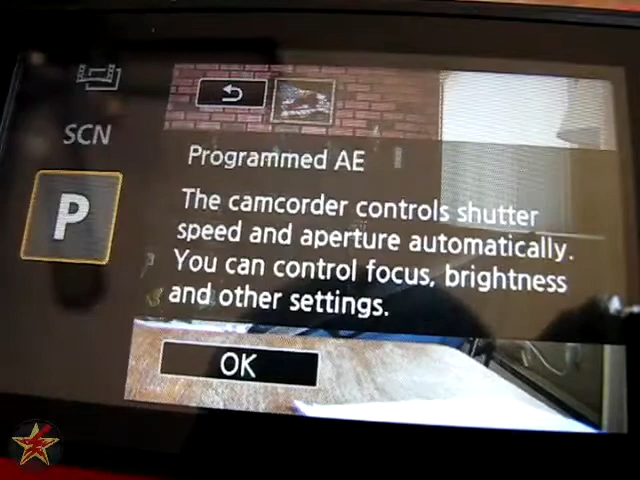 SCN
Programmed AE
P
The camcorder controls shutter
speed and aperture automatically.
You can control focus, brightness
and other settings.
OK